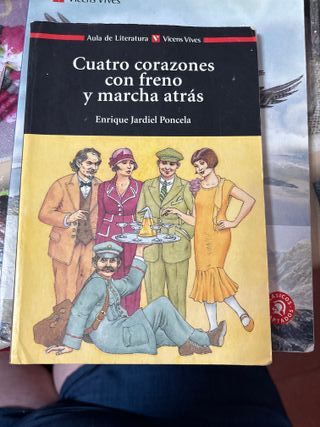 Vicens Vives
Aula de Literatura V Vicens Vives
Cuatro corazones
con freno
y marcha atrás
Enrique Jardiel Poncela